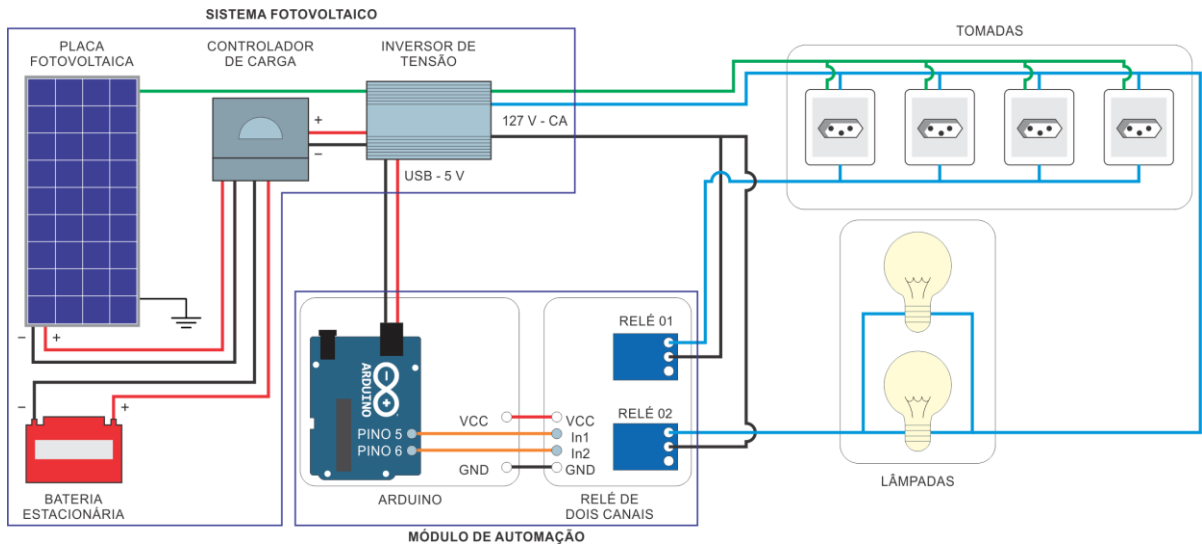 SISTEMA FOTOVOLTAICO
PLACA
FOTOVOLTAICA
CONTROLADOR
DE CARGA
INVERSOR DE
TENSÃO
TOMADAS
+
−
127 V - CA
USB - 5 V
−
+
−
+
BATERIA
ESTACIONÁRIA
ARDUINO
PINO 5
PINO 6
VCC
GND
ARDUINO
VCC
In1
In2
GND
RELÉ 01
RELÉ 02
RELÉ DE
DOIS CANAIS
MÓDULO DE AUTOMAÇÃO
LÂMPADAS